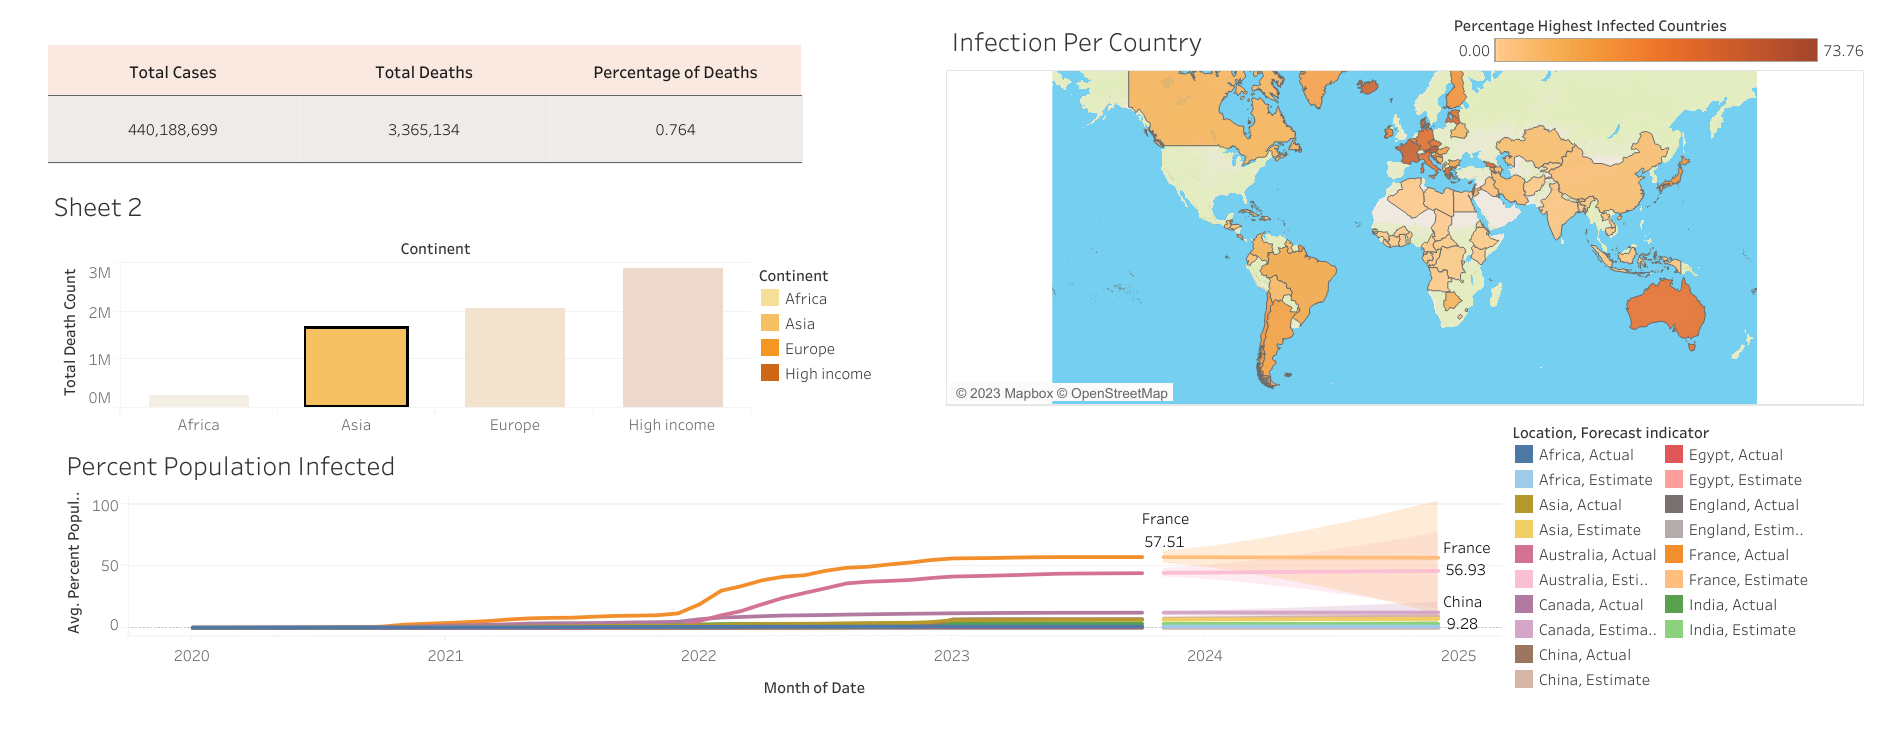 Total Cases Total Deaths Percentage of Deaths
440,188,699 3,365,134 0.764
Infection Per Country
Percentage Highest Infected Countries
0.00 73.76
© 2023 Mapbox © OpenStreetMap
Sheet 2
Continent
Total Death Count
3M
2M
1M
0M
Africa Asia Europe High income
Continent
Africa
Asia
Europe
High income
Percent Population Infected
Avg. Percent Popul..
100
50
0
France
57.51
France
56.93
China
9.28
2020 2021 2022 2023 2024 2025
Month of Date
Location, Forecast indicator
Africa, Actual
Africa, Estimate
Asia, Actual
Asia, Estimate
Australia, Actual
Australia, Esti..
Canada, Actual
Canada, Estima..
China, Actual
China, Estimate
Egypt, Actual
Egypt, Estimate
England, Actual
England, Estim..
France, Actual
France, Estimate
India, Actual
India, Estimate